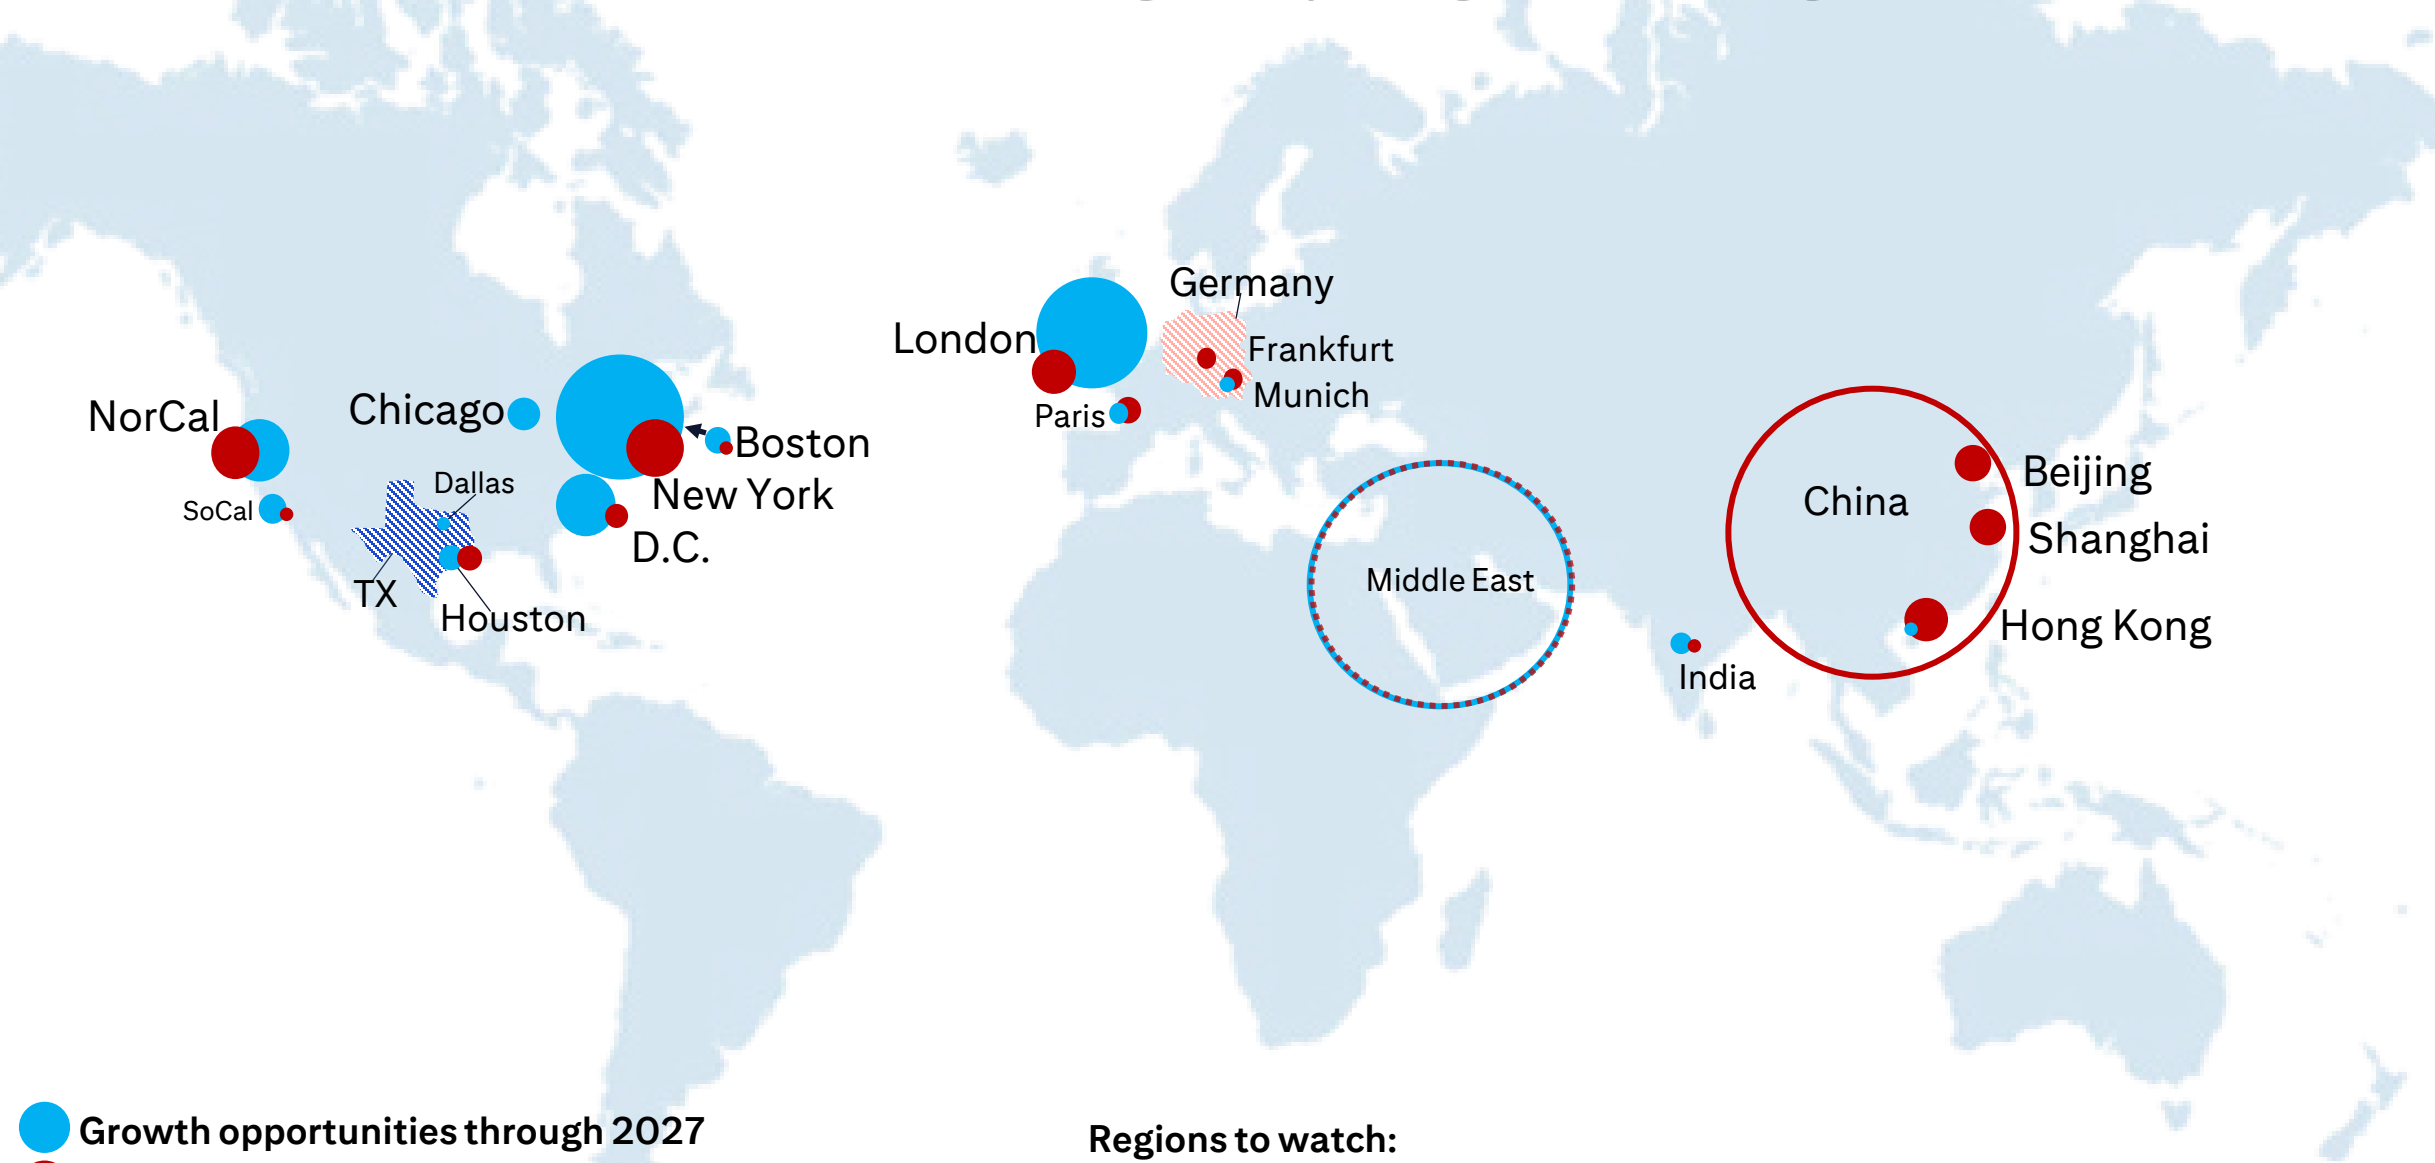 Germany
London
Frankfurt
Munich
Paris
NorCal
Chicago
Boston
Dallas
New York
SoCal
D.C.
TX
Houston
China
Beijing
Shanghai
Middle East
Hong Kong
India
Growth opportunities through 2027
Regions to watch: